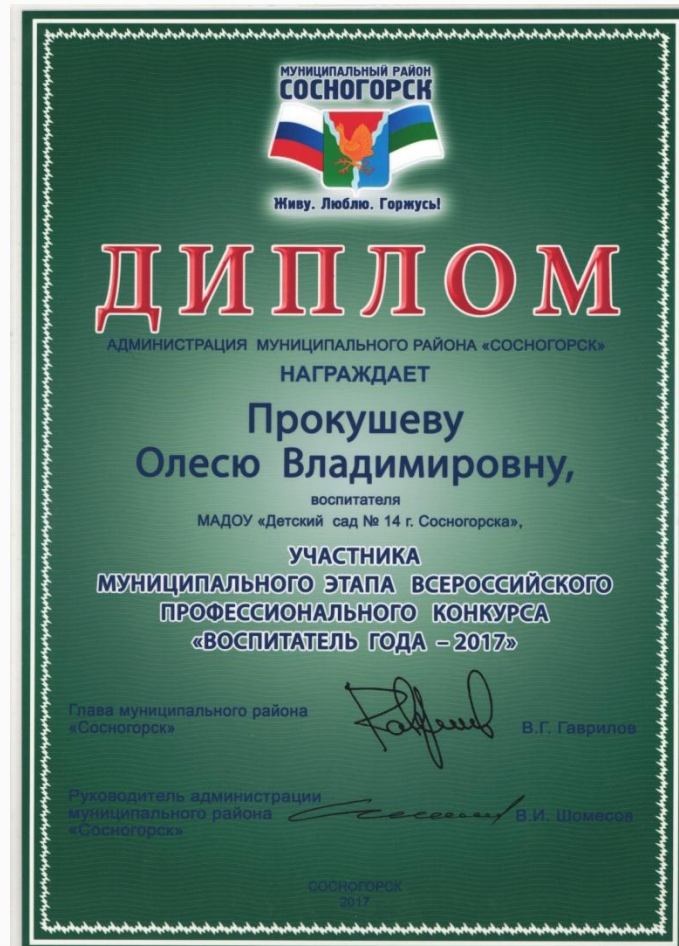 МУНИЦИПАЛЬНЫЙ РАЙОН
СОСНОГОРСК
Живу. Люблю. Горжусь!
ДИПЛОМ
АДМИНИСТРАЦИЯ МУНИЦИПАЛЬНОГО РАЙОНА «СОСНОГОРСК»
НАГРАЖДАЕТ
Прокушеву
Олесю Владимировну,
воспитателя
МАДОУ «Детский сад № 14 г. Сосногорска»,
УЧАСТНИКА
МУНИЦИПАЛЬНОГО ЭТАПА ВСЕРОССИЙСКОГО
ПРОФЕССИОНАЛЬНОГО КОНКУРСА
«ВОСПИТАТЕЛЬ ГОДА – 2017»
Глава муниципального района
«Сосногорск»
В.Г. Гаврилов
Руководитель администрации
муниципального района
«Сосногорск»
В.И. Шомесов
СОСНОГОРСК
2017